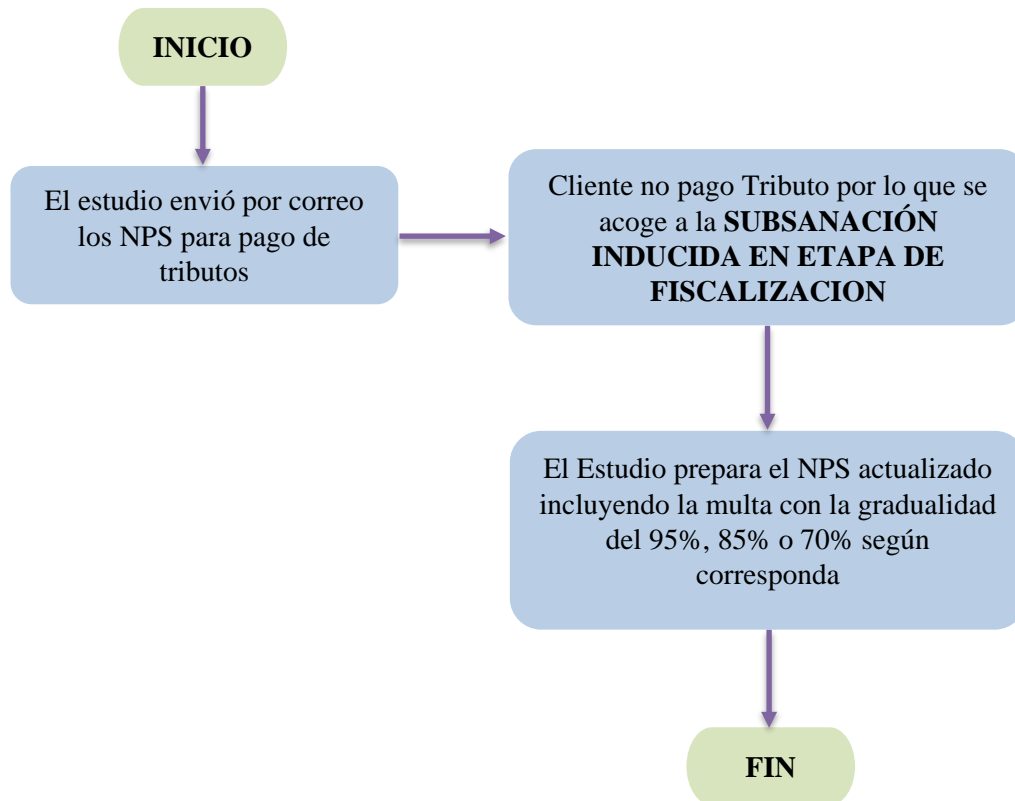 INICIO
El estudio envió por correo
los NPS para pago de
tributos
Cliente no pago Tributo por lo que se
acoge a la SUBSANACIÓN
INDUCIDA EN ETAPA DE
FISCALIZACION
El Estudio prepara el NPS actualizado
incluyendo la multa con la gradualidad
del 95%, 85% o 70% según
corresponda
FIN